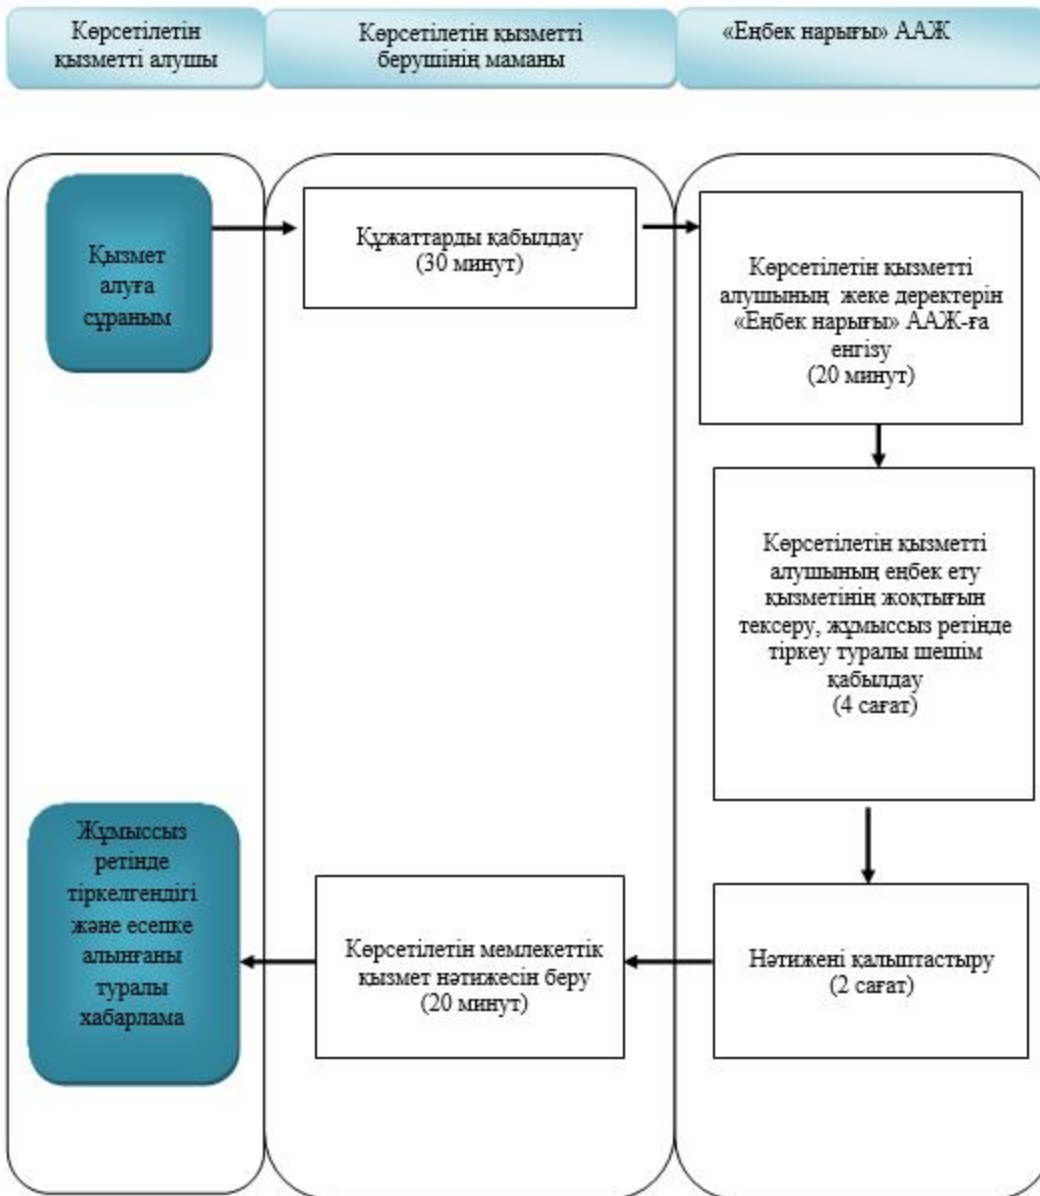 Көрсетілетін
қызметті алушы
Көрсетілетін қызметті
берушінің маманы
«Еңбек нарығы» ААЖ
Қызмет
алуға
сұраным
Құжаттарды қабылдау
(30 минут)
Көрсетілетін қызметті
алушының жеке деректерін
«Еңбек нарығы» ААЖ-ға
енгізу
(20 минут)
Көрсетілетін қызметті
алушының еңбек ету
қызметінің жоқтығын
тексеру, жұмыссыз ретінде
тіркеу туралы шешім
қабылдау
(4 сағат)
Нәтижені қалыптастыру
(2 сағат)
Көрсетілетін мемлекеттік
қызмет нәтижесін беру
(20 минут)
Жұмыссыз
ретінде
тіркелгендігі
және есепке
алынғаны
туралы
хабарлама